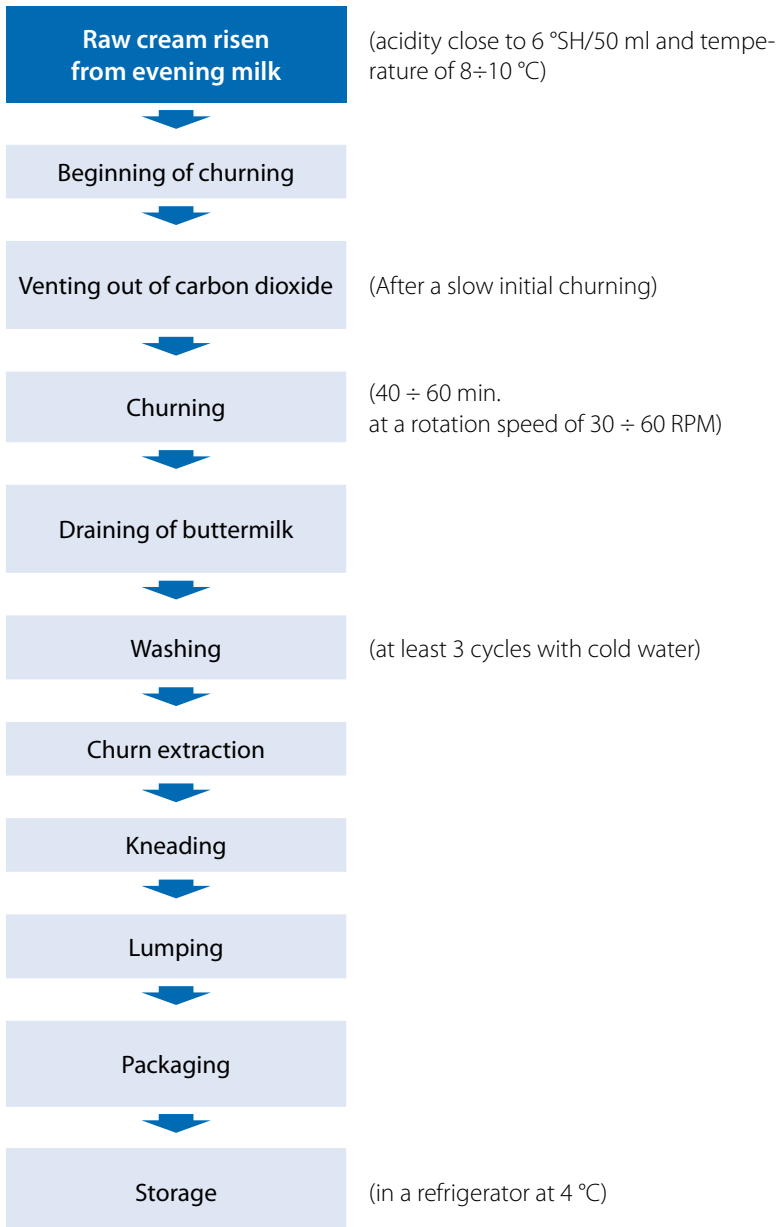 Raw cream risen
from evening milk
(acidity close to 6 °SH/50 ml and tempe-
rature of 8÷10 °C)
Beginning of churning
Venting out of carbon dioxide
(After a slow initial churning)
Churning
(40 ÷ 60 min.
at a rotation speed of 30 ÷ 60 RPM)
Draining of buttermilk
Washing
(at least 3 cycles with cold water)
Churn extraction
Kneading
Lumping
Packaging
Storage
(in a refrigerator at 4 °C)